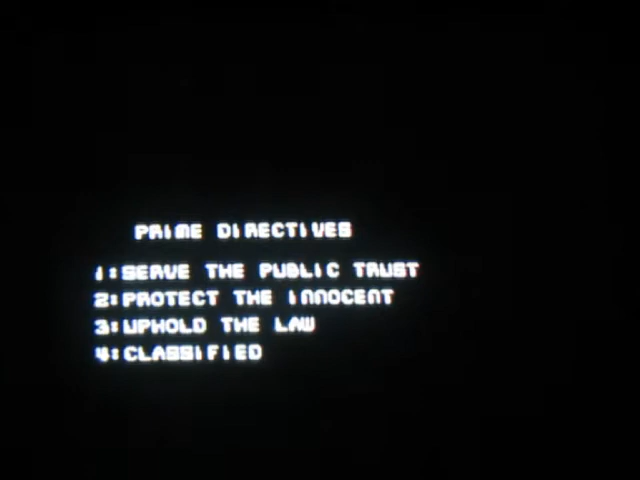 PRIME DIRECTIVES
1:SERVE THE PUBLIC TRUST
2:PROTECT THE INNOCENT
3:UPHOLD THE LAW
4:CLASSIFIED